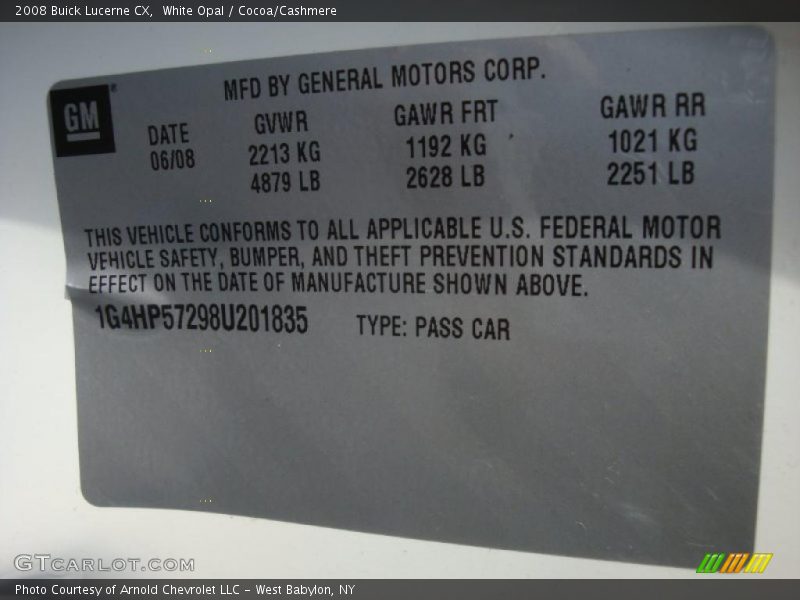 2008 Buick Lucerne CX, White Opal / Cocoa/Cashmere
MFD BY GENERAL MOTORS CORP.
GM
DATE GVWR GAWR FRT GAWR RR
06/08 2213 KG 1192 KG 1021 KG
4879 LB 2628 LB 2251 LB
THIS VEHICLE CONFORMS TO ALL APPLICABLE U.S. FEDERAL MOTOR
VEHICLE SAFETY, BUMPER, AND THEFT PREVENTION STANDARDS IN
EFFECT ON THE DATE OF MANUFACTURE SHOWN ABOVE.
1G4HP57298U201835 TYPE: PASS CAR
GTCARLOT.COM
Photo Courtesy of Arnold Chevrolet LLC - West Babylon, NY